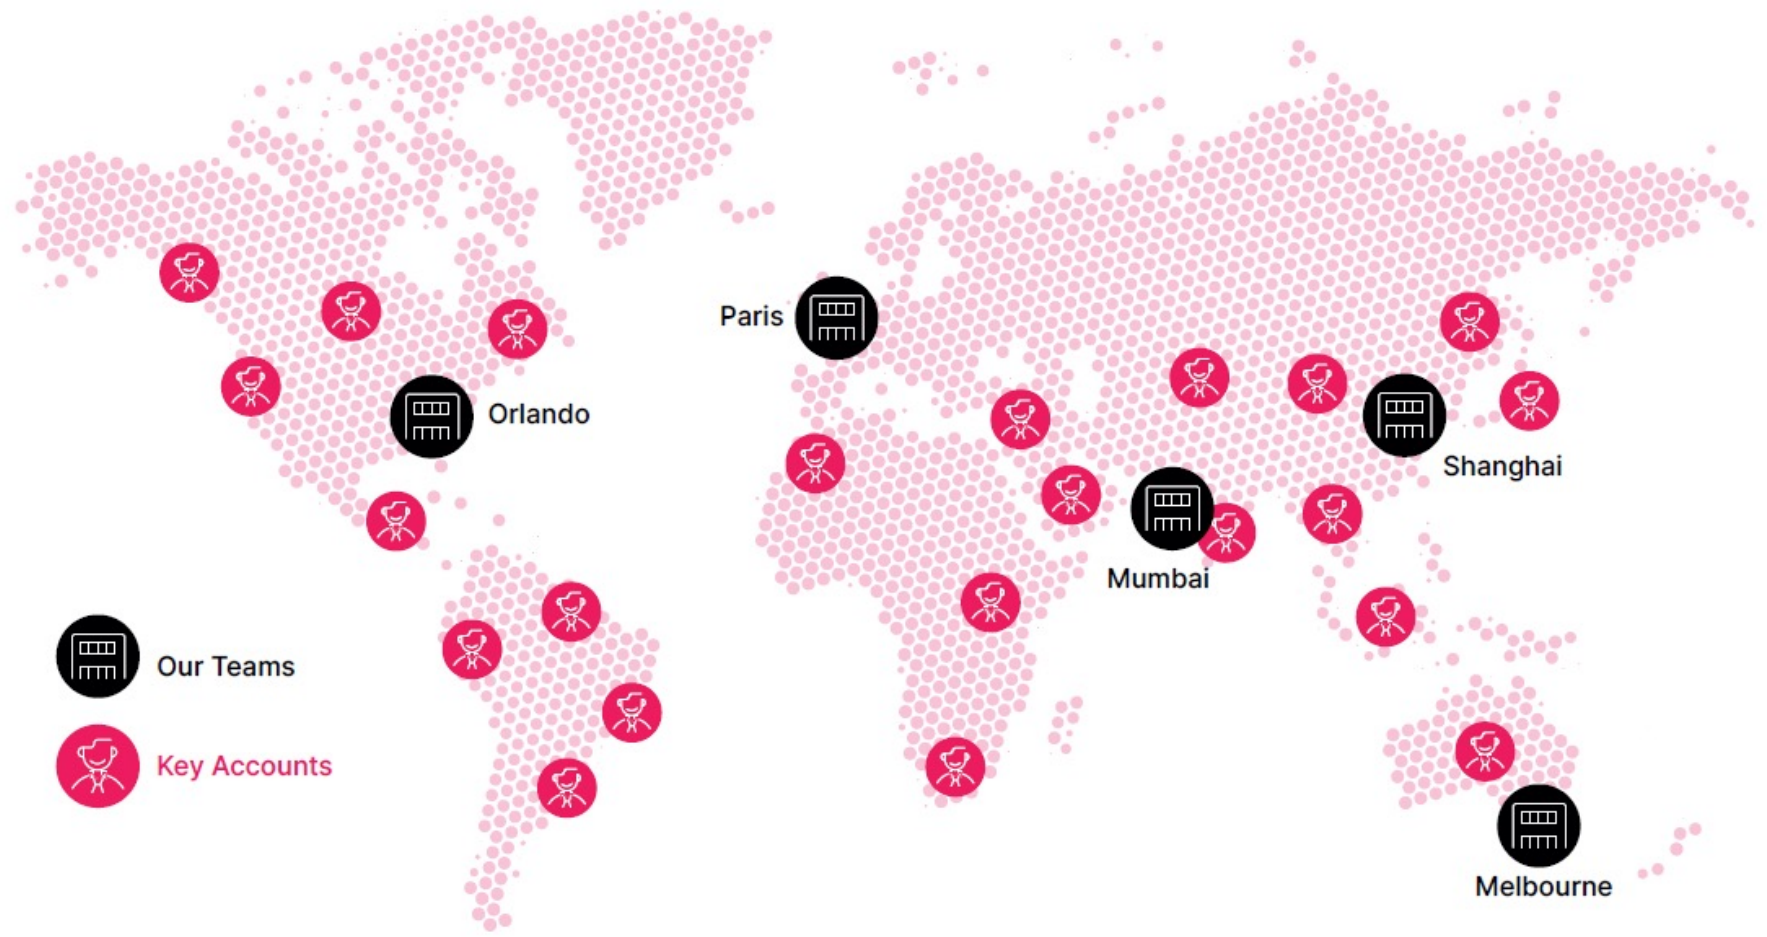 Paris
Orlando
Shanghai
Mumbai
Our Teams
Key Accounts
Melbourne